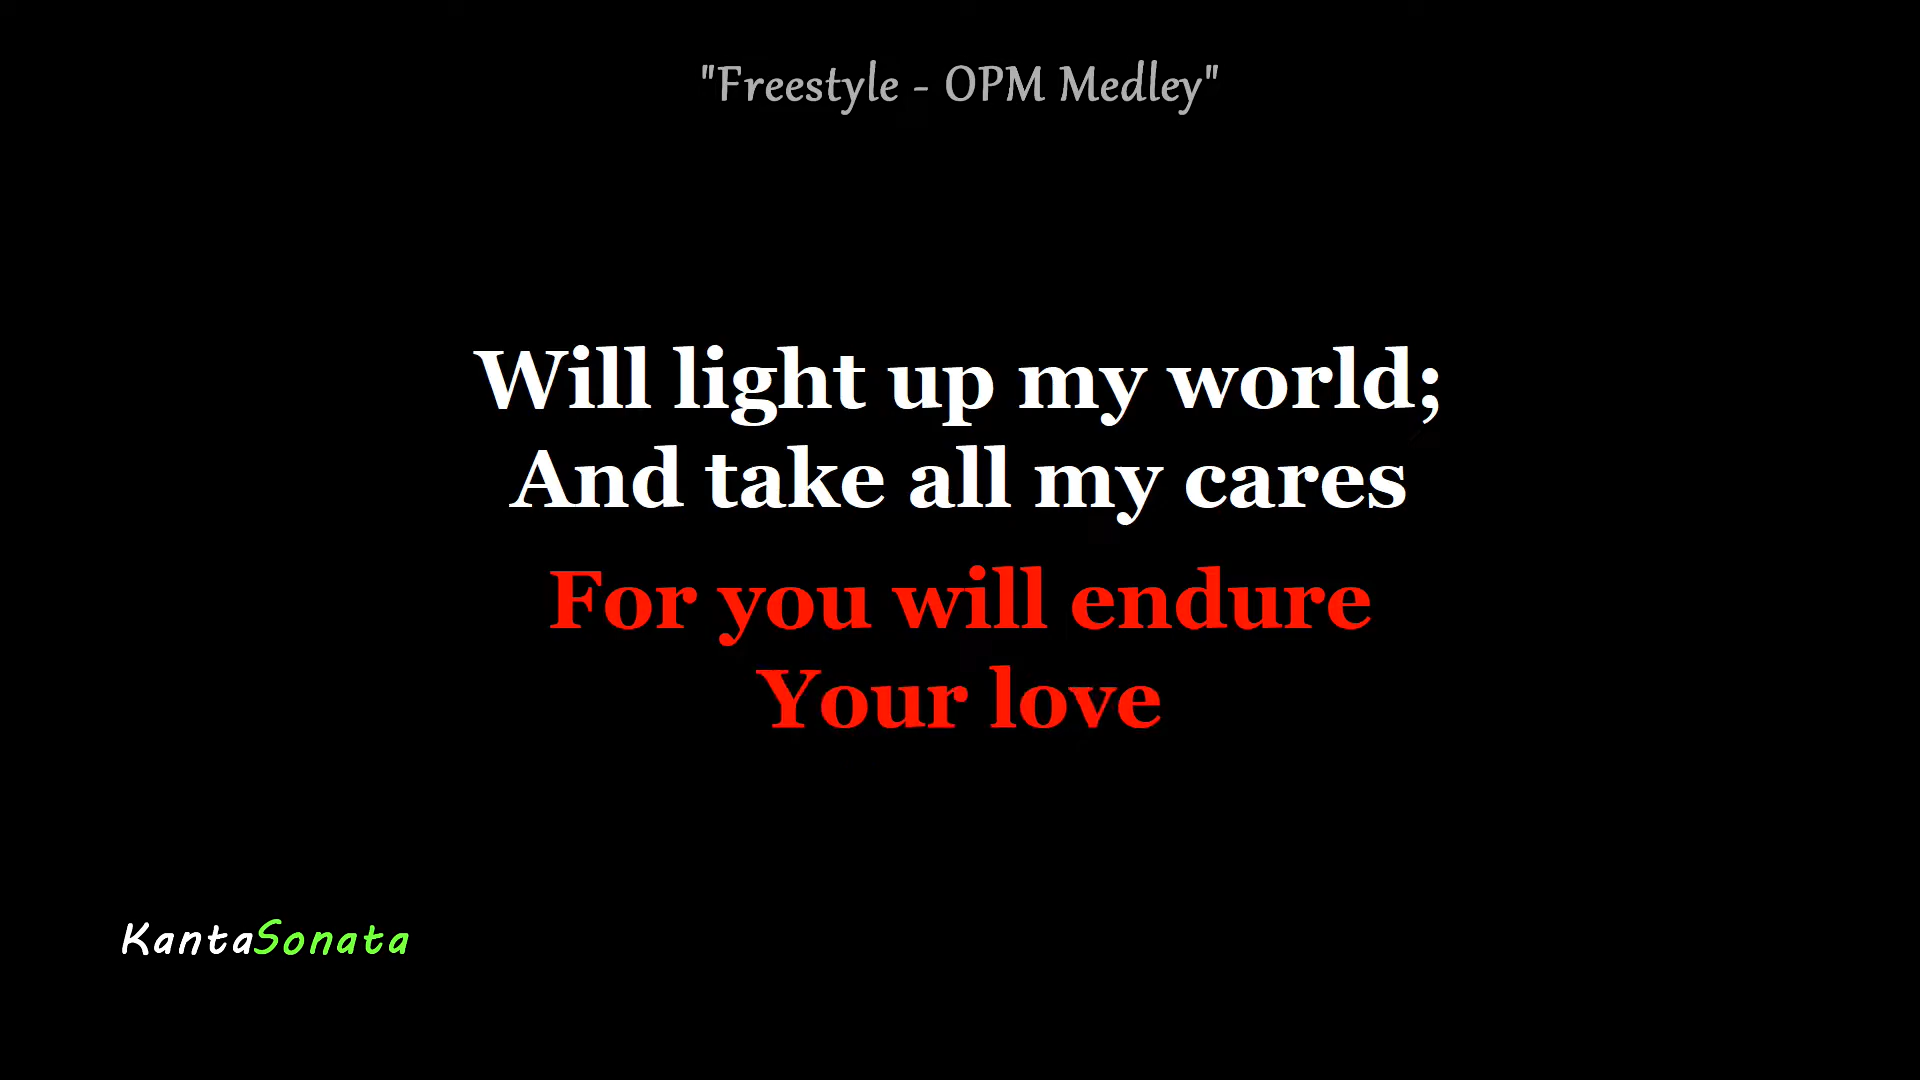 "Freestyle - OPM Medley"
Will light up my world;
And take all my cares
For you will endure
Your love
KantaSonata